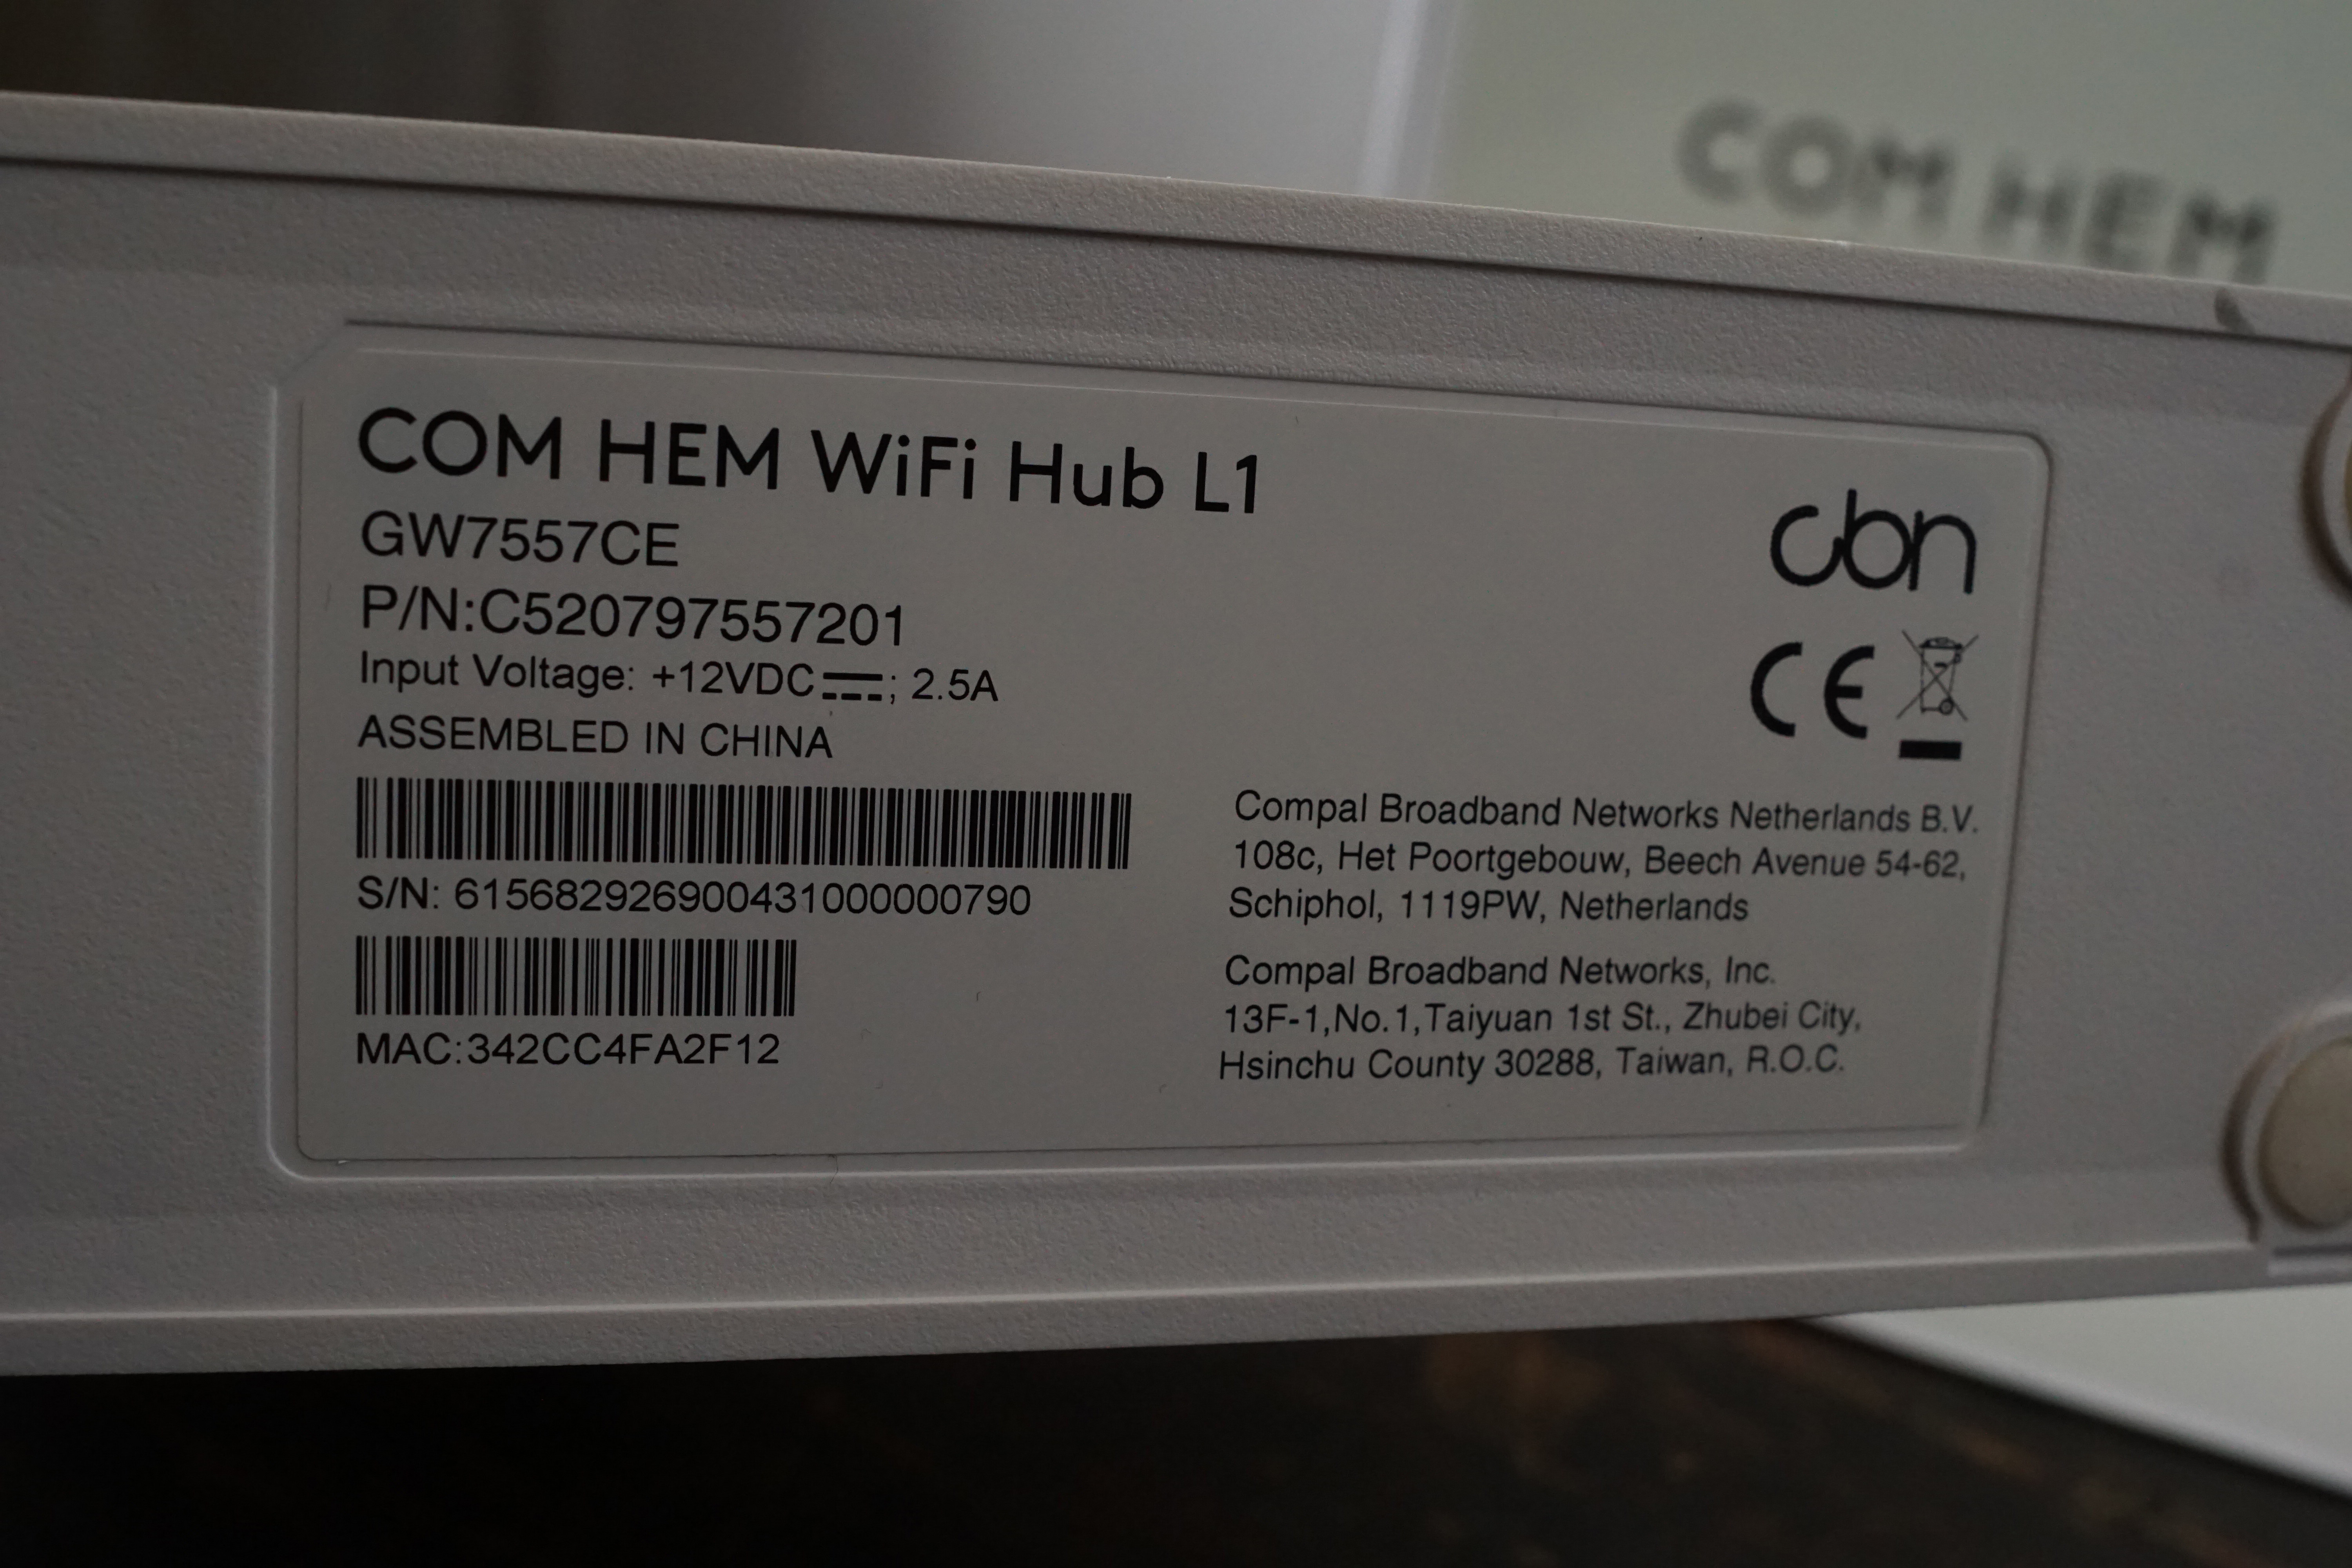 COM HEM
COM HEM WiFi Hub L1
GW7557CE
P/N:C520797557201
Input Voltage: +12VDC⎓; 2.5A
ASSEMBLED IN CHINA
S/N: 615682926900431000000790
MAC:342CC4FA2F12
cbn
CE
Compal Broadband Networks Netherlands B.V.
108c, Het Poortgebouw, Beech Avenue 54-62,
Schiphol, 1119PW, Netherlands
Compal Broadband Networks, Inc.
13F-1,No.1,Taiyuan 1st St., Zhubei City,
Hsinchu County 30288, Taiwan, R.O.C.